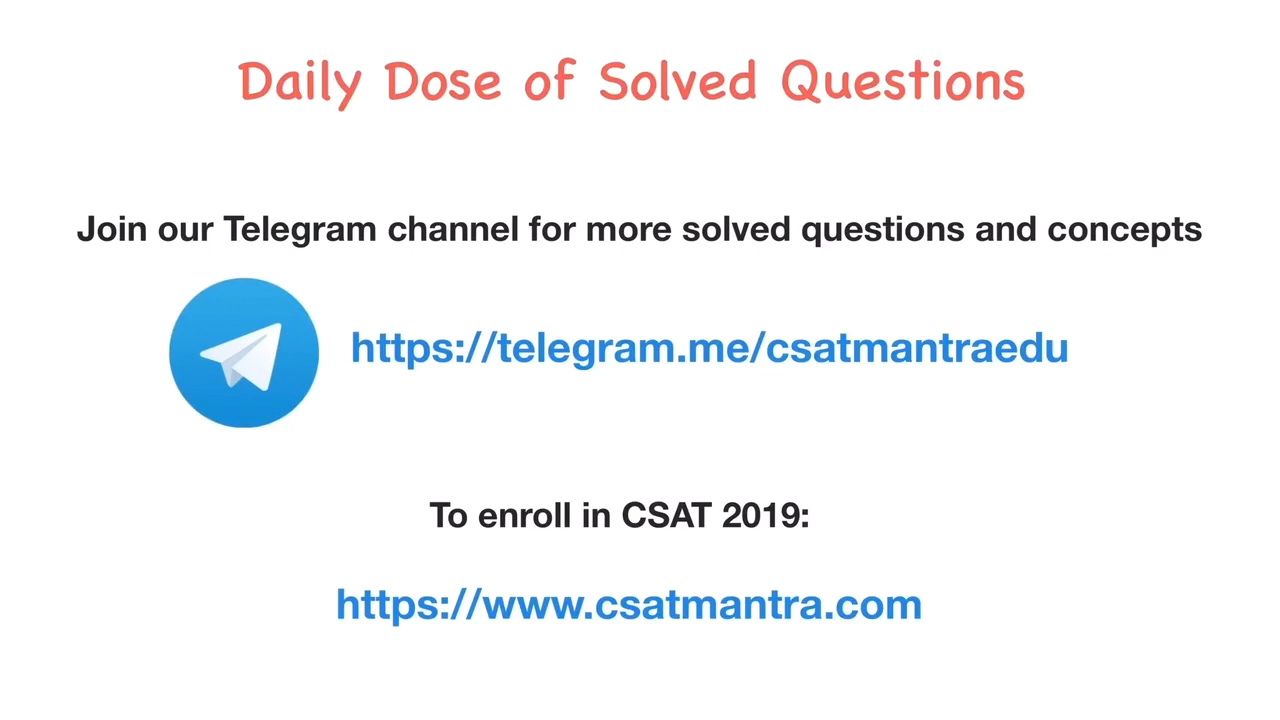 Daily Dose of Solved Questions
Join our Telegram channel for more solved questions and concepts
https://telegram.me/csatmantraedu
To enroll in CSAT 2019:
https://www.csatmantra.com